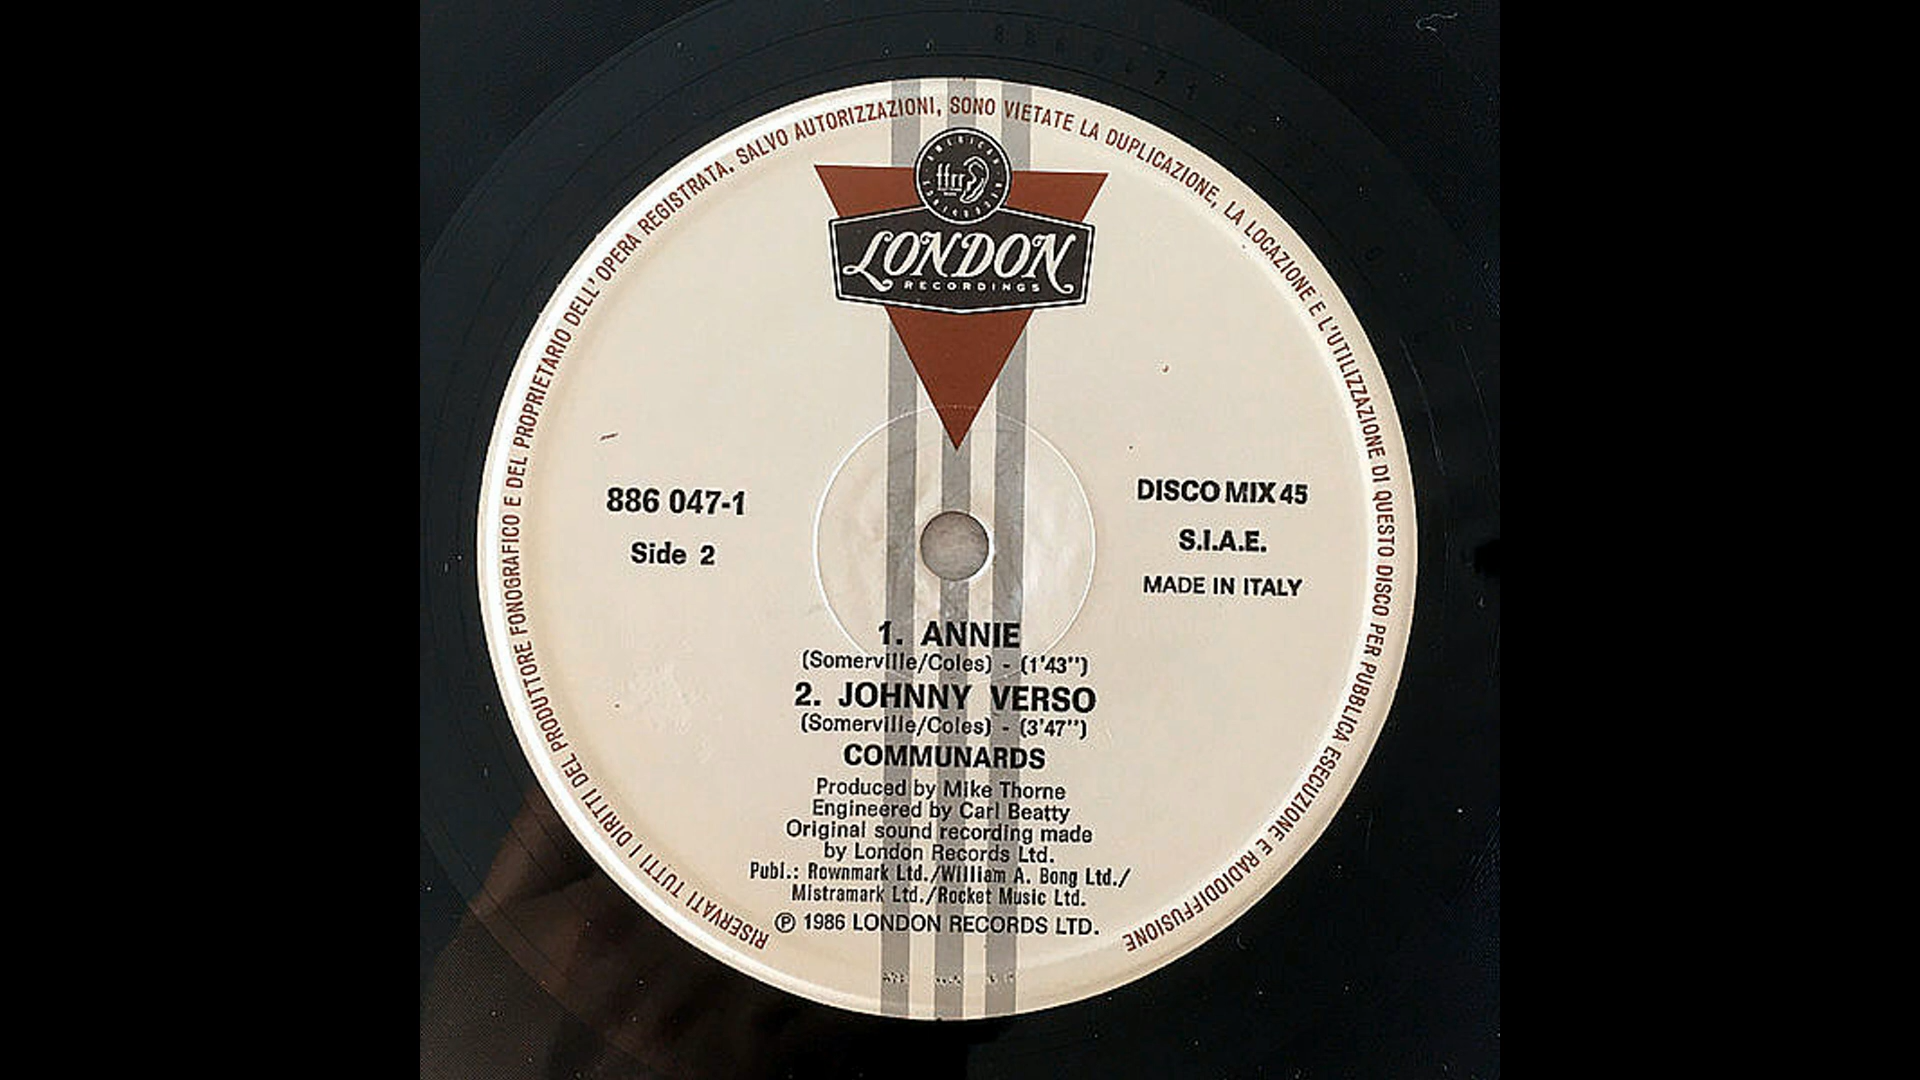 RISERVATI TUTTI I DIRITTI DEL PRODUTTORE FONOGRAFICO E DEL PROPRIETARIO DELL'OPERA REGISTRATA. SALVO AUTORIZZAZIONI, SONO VIETATE LA DUPLICAZIONE, LA LOCAZIONE E L'UTILIZZAZIONE DI QUESTO DISCO PER PUBBLICA ESECUZIONE E RADIODIFFUSIONE
ffrr
LONDON
RECORDINGS
886 047-1
Side 2
DISCO MIX 45
S.I.A.E.
MADE IN ITALY
1. ANNIE
(Somerville/Coles) - (1'43")
2. JOHNNY VERSO
(Somerville/Coles) - (3'47")
COMMUNARDS
Produced by Mike Thorne
Engineered by Carl Beatty
Original sound recording made
by London Records Ltd.
Publ.: Rownmark Ltd./William A. Bong Ltd./
Mistramark Ltd./Rocket Music Ltd.
℗ 1986 LONDON RECORDS LTD.